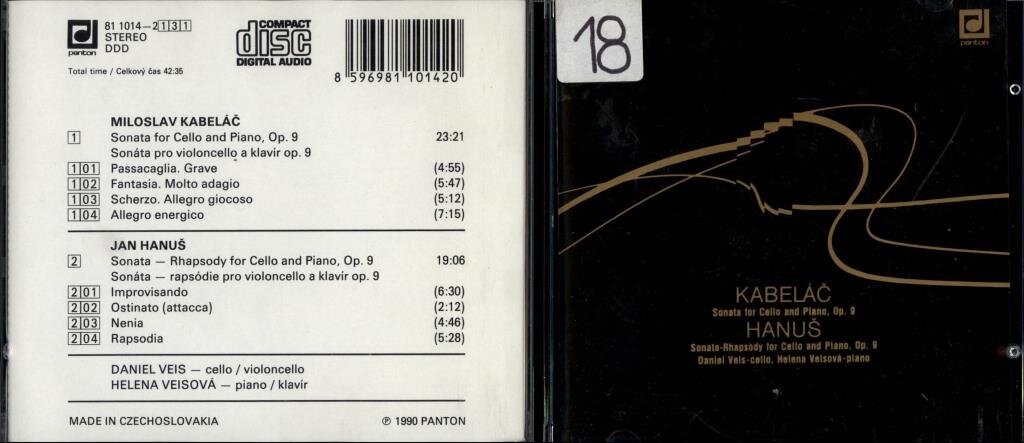 panton
81 1014–2 131
STEREO
DDD
COMPACT
disc
DIGITAL AUDIO
8 596981 101420
Total time / Celkový čas 42:35
MILOSLAV KABELÁČ
1 Sonata for Cello and Piano, Op. 9 23:21
Sonáta pro violoncello a klavír op. 9
1 01 Passacaglia. Grave (4:55)
1 02 Fantasia. Molto adagio (5:47)
1 03 Scherzo. Allegro giocoso (5:12)
1 04 Allegro energico (7:15)
JAN HANUŠ
2 Sonata — Rhapsody for Cello and Piano, Op. 9 19:06
Sonáta — rapsódie pro violoncello a klavír op. 9
2 01 Improvisando (6:30)
2 02 Ostinato (attacca) (2:12)
2 03 Nenia (4:46)
2 04 Rapsodia (5:28)
DANIEL VEIS — cello / violoncello
HELENA VEISOVÁ — piano / klavír
MADE IN CZECHOSLOVAKIA ℗ 1990 PANTON
18
panton
KABELÁČ
Sonata for Cello and Piano, Op. 9
HANUŠ
Sonata-Rhapsody for Cello and Piano, Op. 9
Daniel Veis-cello, Helena Veisová-piano